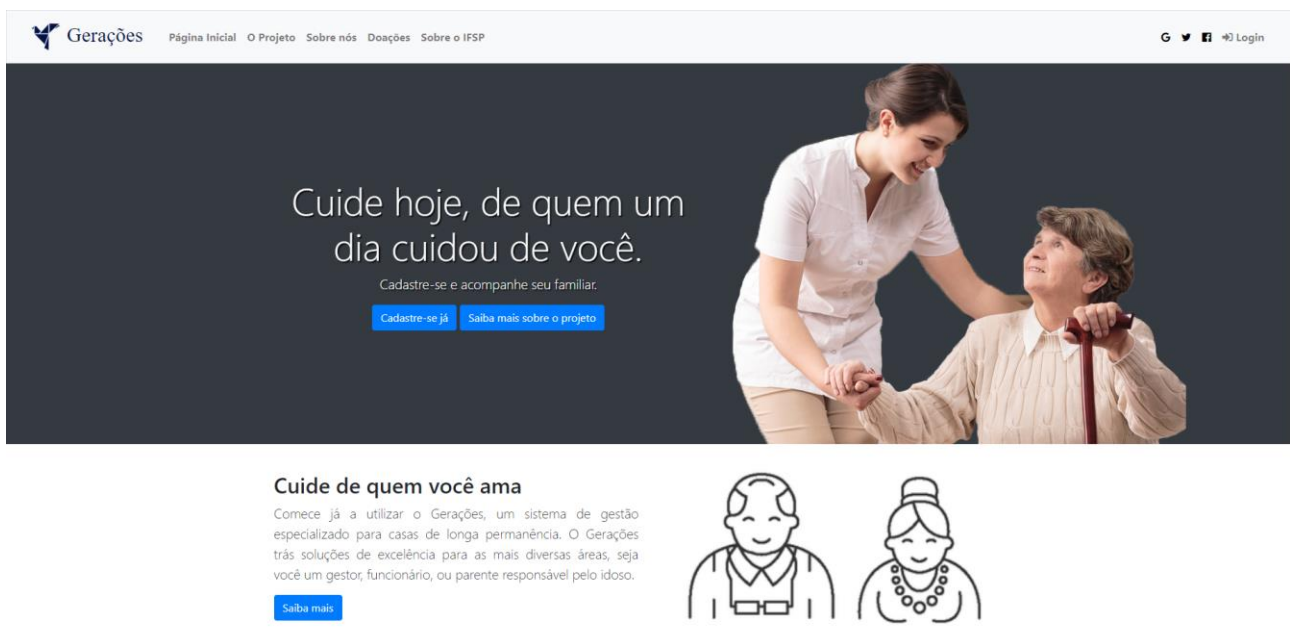 Gerações
Página Inicial O Projeto Sobre nós Doações Sobre o IFSP
Login
Cuide hoje, de quem um
dia cuidou de você.
Cadastre-se e acompanhe seu familiar.
Cadastre-se já Saiba mais sobre o projeto
Cuide de quem você ama
Comece já a utilizar o Gerações, um sistema de gestão
especializado para casas de longa permanência. O Gerações
trás soluções de excelência para as mais diversas áreas, seja
você um gestor, funcionário, ou parente responsável pelo idoso.
Saiba mais